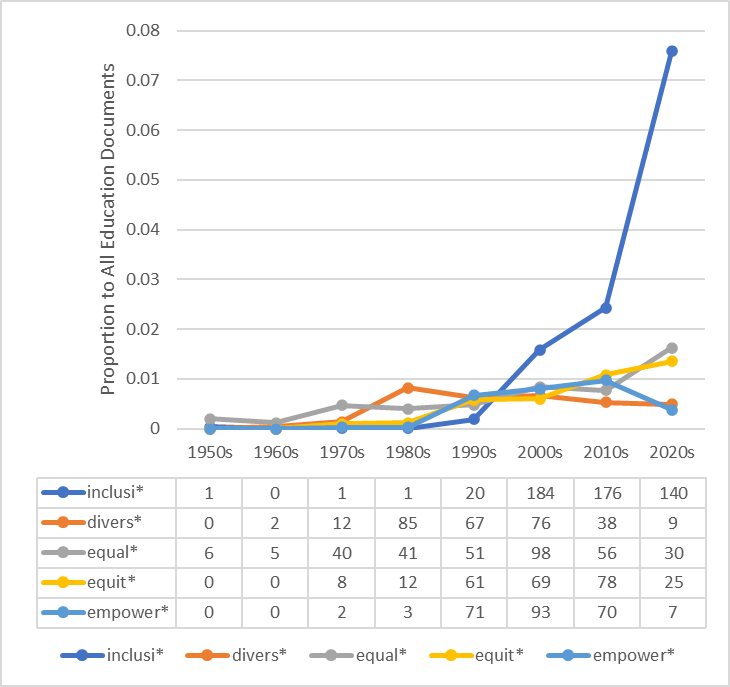 0.08
0.07
0.06
0.05
0.04
0.03
0.02
0.01
0
Proportion to All Education Documents
1950s 1960s 1970s 1980s 1990s 2000s 2010s 2020s
inclusi* 1 0 1 1 20 184 176 140
divers* 0 2 12 85 67 76 38 9
equal* 6 5 40 41 51 98 56 30
equit* 0 0 8 12 61 69 78 25
empower* 0 0 2 3 71 93 70 7
inclusi* divers* equal* equit* empower*